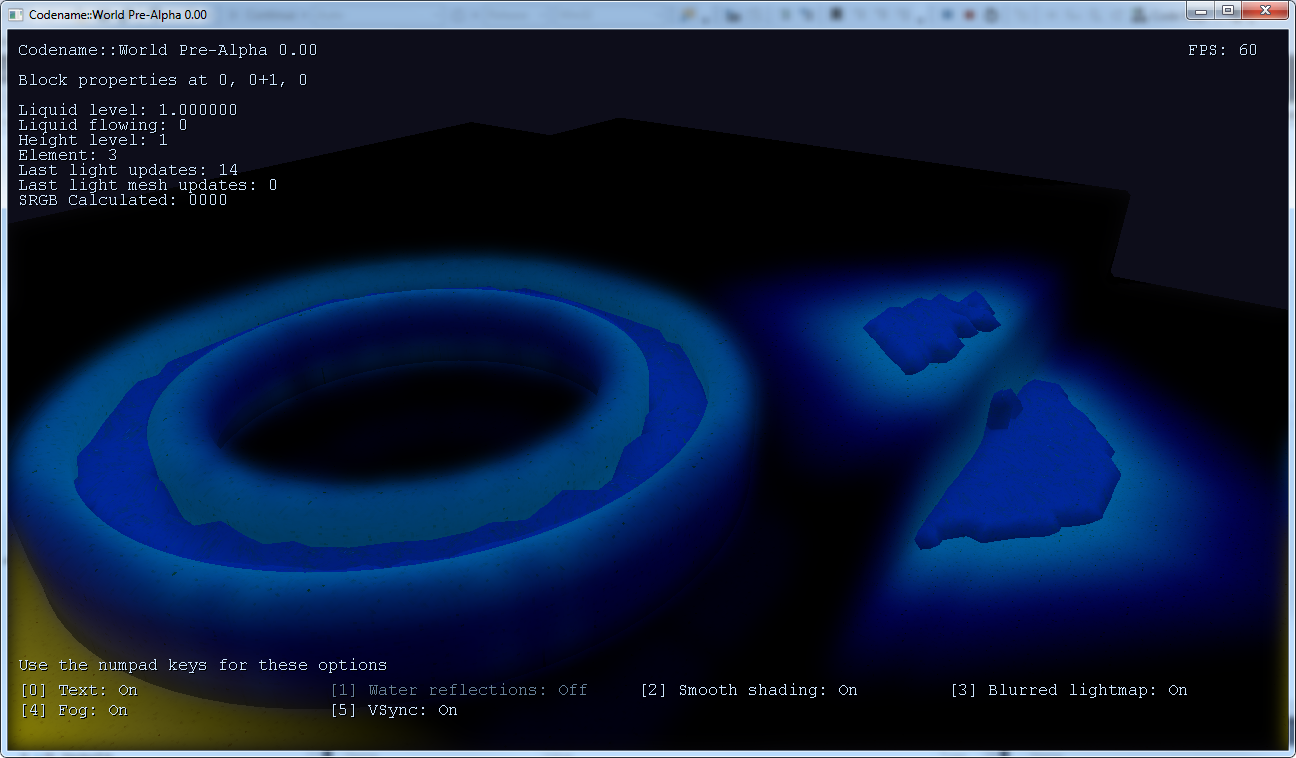 Codename::World Pre-Alpha 0.00
Codename::World Pre-Alpha 0.00 FPS: 60
Block properties at 0, 0+1, 0
Liquid level: 1.000000
Liquid flowing: 0
Height level: 1
Element: 3
Last light updates: 14
Last light mesh updates: 0
SRGB Calculated: 0000
Use the numpad keys for these options
[0] Text: On [1] Water reflections: Off [2] Smooth shading: On [3] Blurred lightmap: On
[4] Fog: On [5] VSync: On